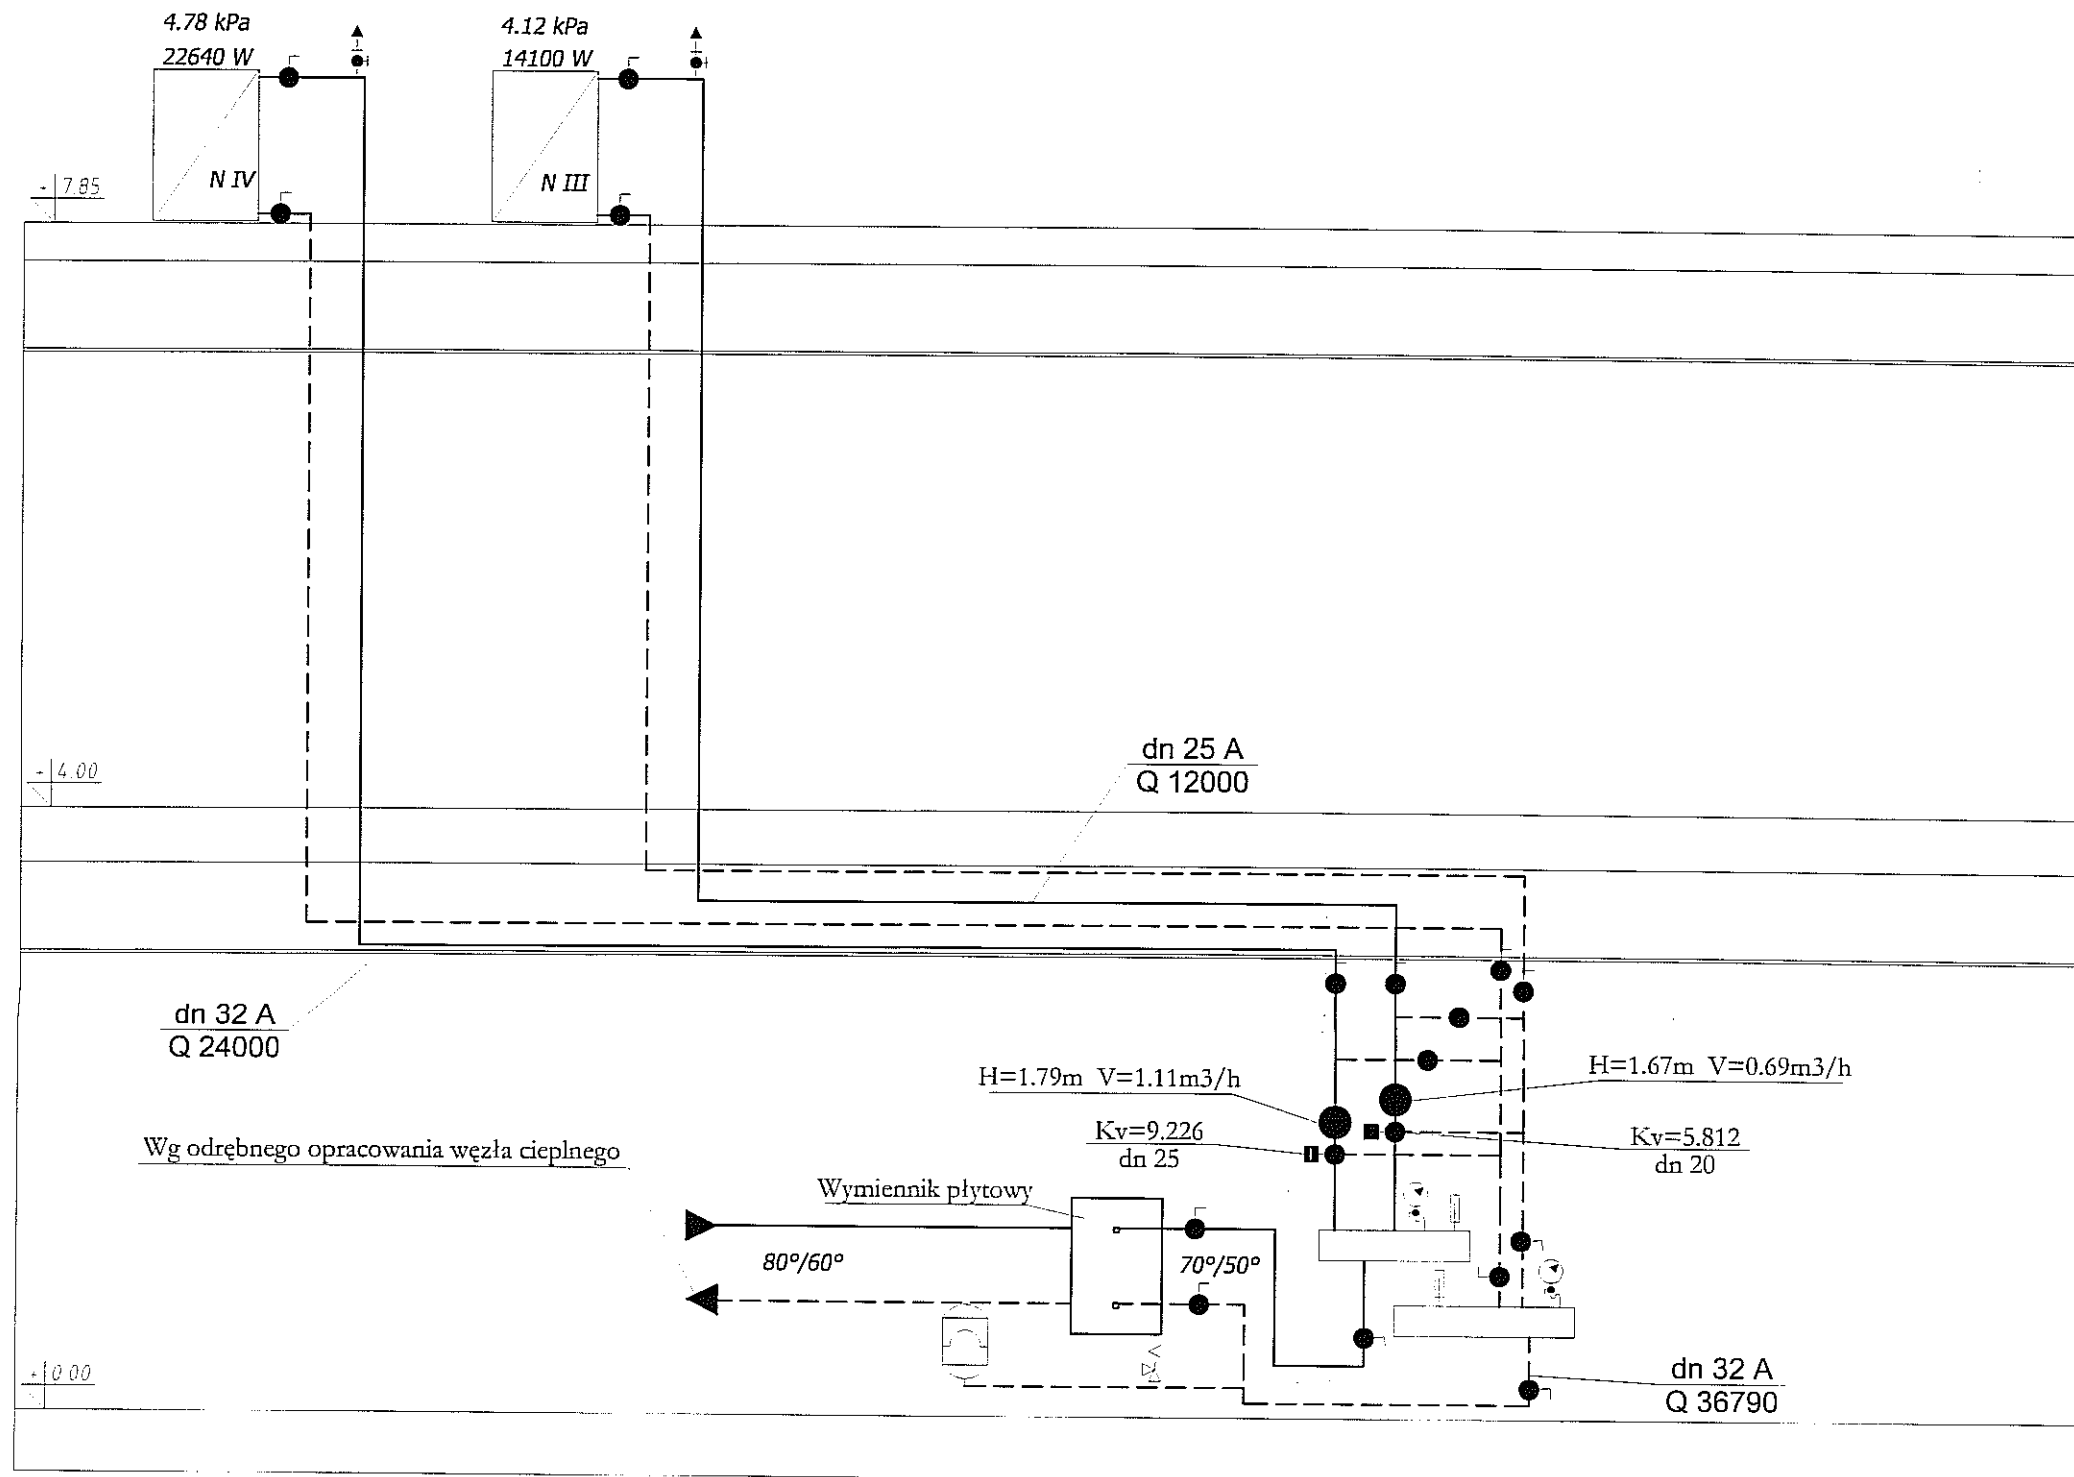 4.78 kPa
22640 W
4.12 kPa
14100 W
N IV
N III
+ 7.85
+ 4.00
dn 25 A
Q 12000
dn 32 A
Q 24000
H=1.79m V=1.11m3/h
H=1.67m V=0.69m3/h
Kv=9.226
dn 25
Kv=5.812
dn 20
Wg odrębnego opracowania węzła cieplnego
Wymiennik płytowy
80°/60°
70°/50°
+ 0.00
dn 32 A
Q 36790